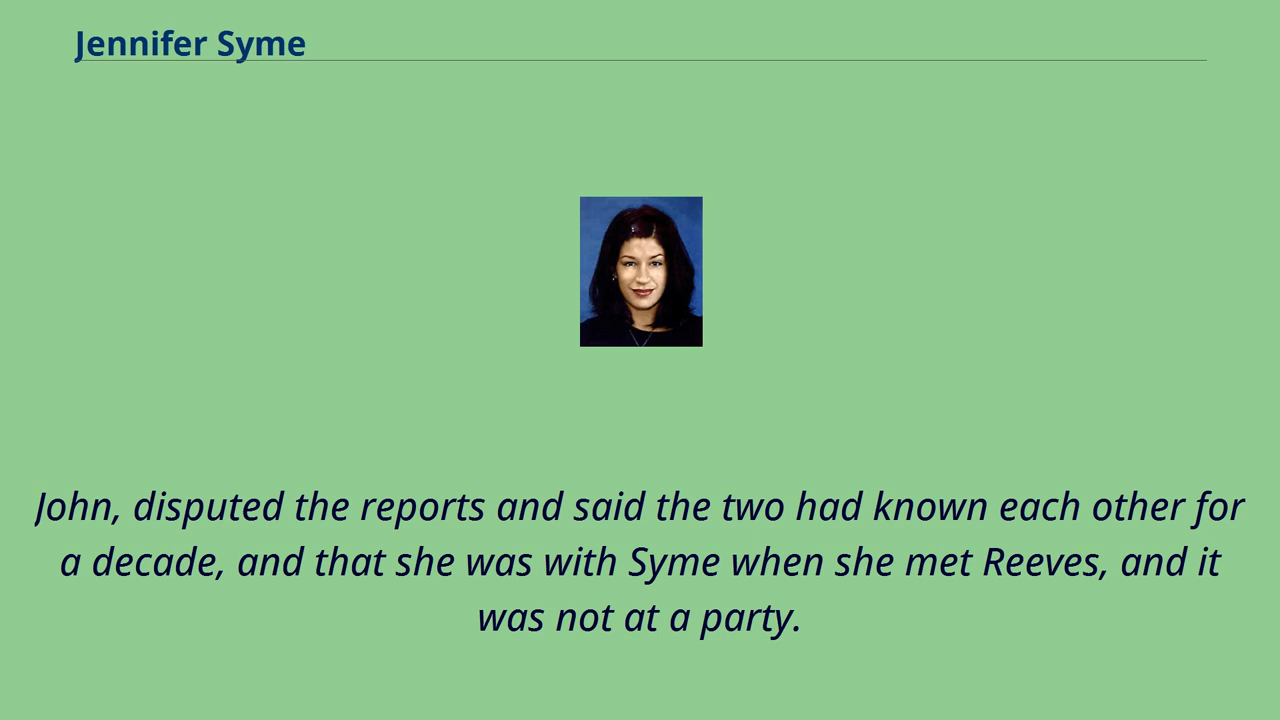 Jennifer Syme
John, disputed the reports and said the two had known each other for
a decade, and that she was with Syme when she met Reeves, and it
was not at a party.